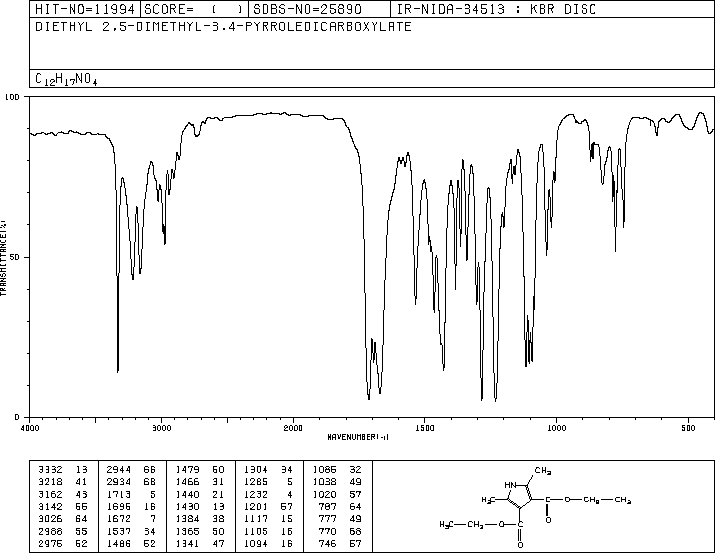 HIT-NO=11994 SCORE= ( ) SDBS-NO=25890 IR-NIDA-34513 : KBR DISC
DIETHYL 2,5-DIMETHYL-3,4-PYRROLEDICARBOXYLATE
C12H17NO4
100
50
0
TRANSMITTANCE(%)
4000 3000 2000 1500 1000 500
WAVENUMBER(-1)
3332 13 2944 66 1479 60 1304 34 1086 32
3218 41 2934 68 1466 31 1285 5 1038 49
3162 43 1713 5 1440 21 1232 4 1020 57
3142 66 1696 16 1430 13 1201 57 787 64
3026 64 1672 7 1384 38 1117 15 777 49
2988 55 1537 34 1365 50 1105 16 770 58
2976 52 1486 52 1341 47 1094 16 746 57
CH3
HN
H3C
C O CH2 CH3
O
CH3 CH2 O C
O